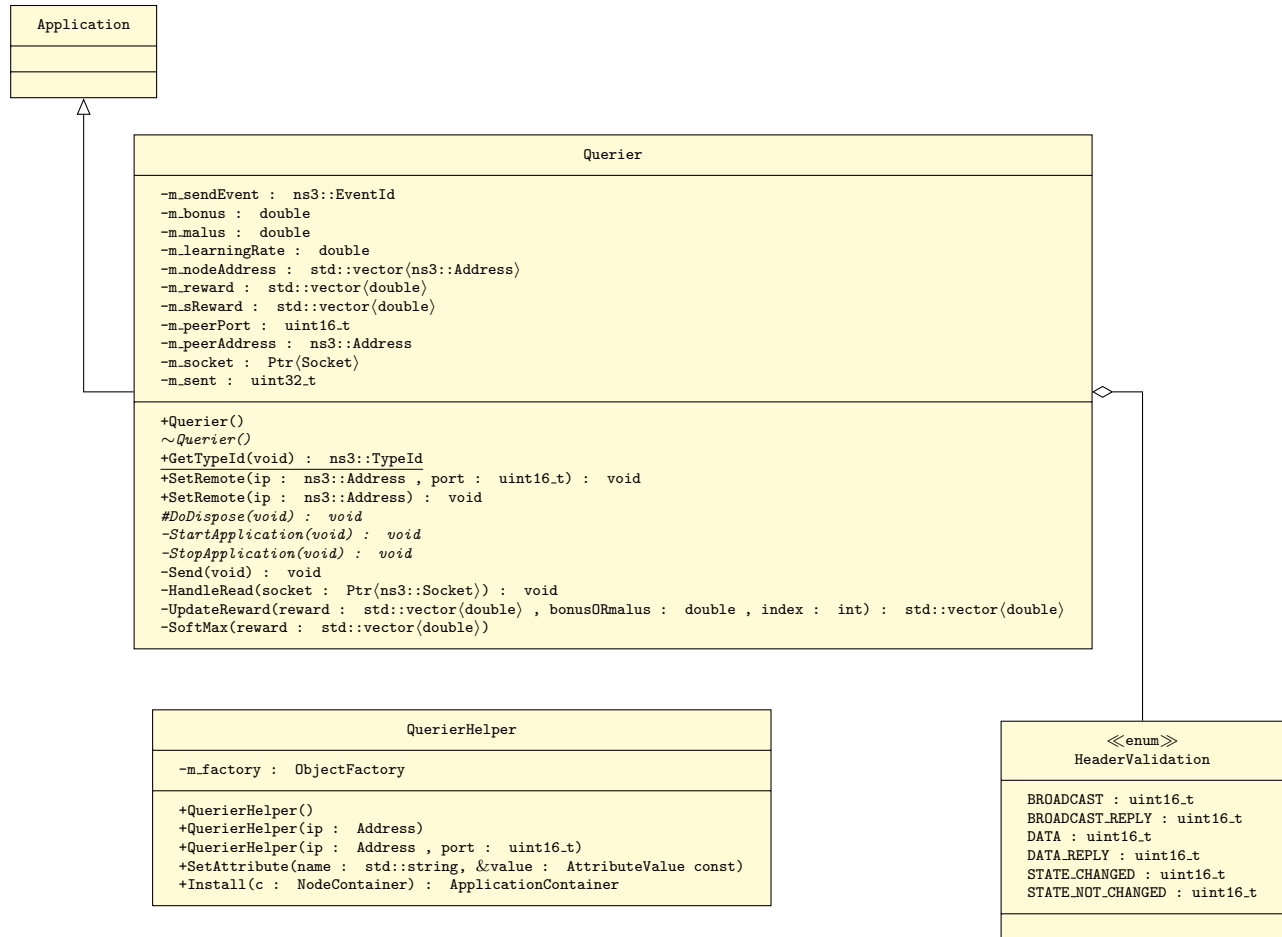 Application
Querier
-m_sendEvent : ns3::EventId
-m_bonus : double
-m_malus : double
-m_learningRate : double
-m_nodeAddress : std::vector⟨ns3::Address⟩
-m_reward : std::vector⟨double⟩
-m_sReward : std::vector⟨double⟩
-m_peerPort : uint16_t
-m_peerAddress : ns3::Address
-m_socket : Ptr⟨Socket⟩
-m_sent : uint32_t
+Querier()
∼Querier()
+GetTypeId(void) : ns3::TypeId
+SetRemote(ip : ns3::Address , port : uint16_t) : void
+SetRemote(ip : ns3::Address) : void
#DoDispose(void) : void
-StartApplication(void) : void
-StopApplication(void) : void
-Send(void) : void
-HandleRead(socket : Ptr⟨ns3::Socket⟩) : void
-UpdateReward(reward : std::vector⟨double⟩ , bonusORmalus : double , index : int) : std::vector⟨double⟩
-SoftMax(reward : std::vector⟨double⟩)
QuerierHelper
-m_factory : ObjectFactory
+QuerierHelper()
+QuerierHelper(ip : Address)
+QuerierHelper(ip : Address , port : uint16_t)
+SetAttribute(name : std::string, &value : AttributeValue const)
+Install(c : NodeContainer) : ApplicationContainer
≪enum≫
HeaderValidation
BROADCAST : uint16_t
BROADCAST_REPLY : uint16_t
DATA : uint16_t
DATA_REPLY : uint16_t
STATE_CHANGED : uint16_t
STATE_NOT_CHANGED : uint16_t